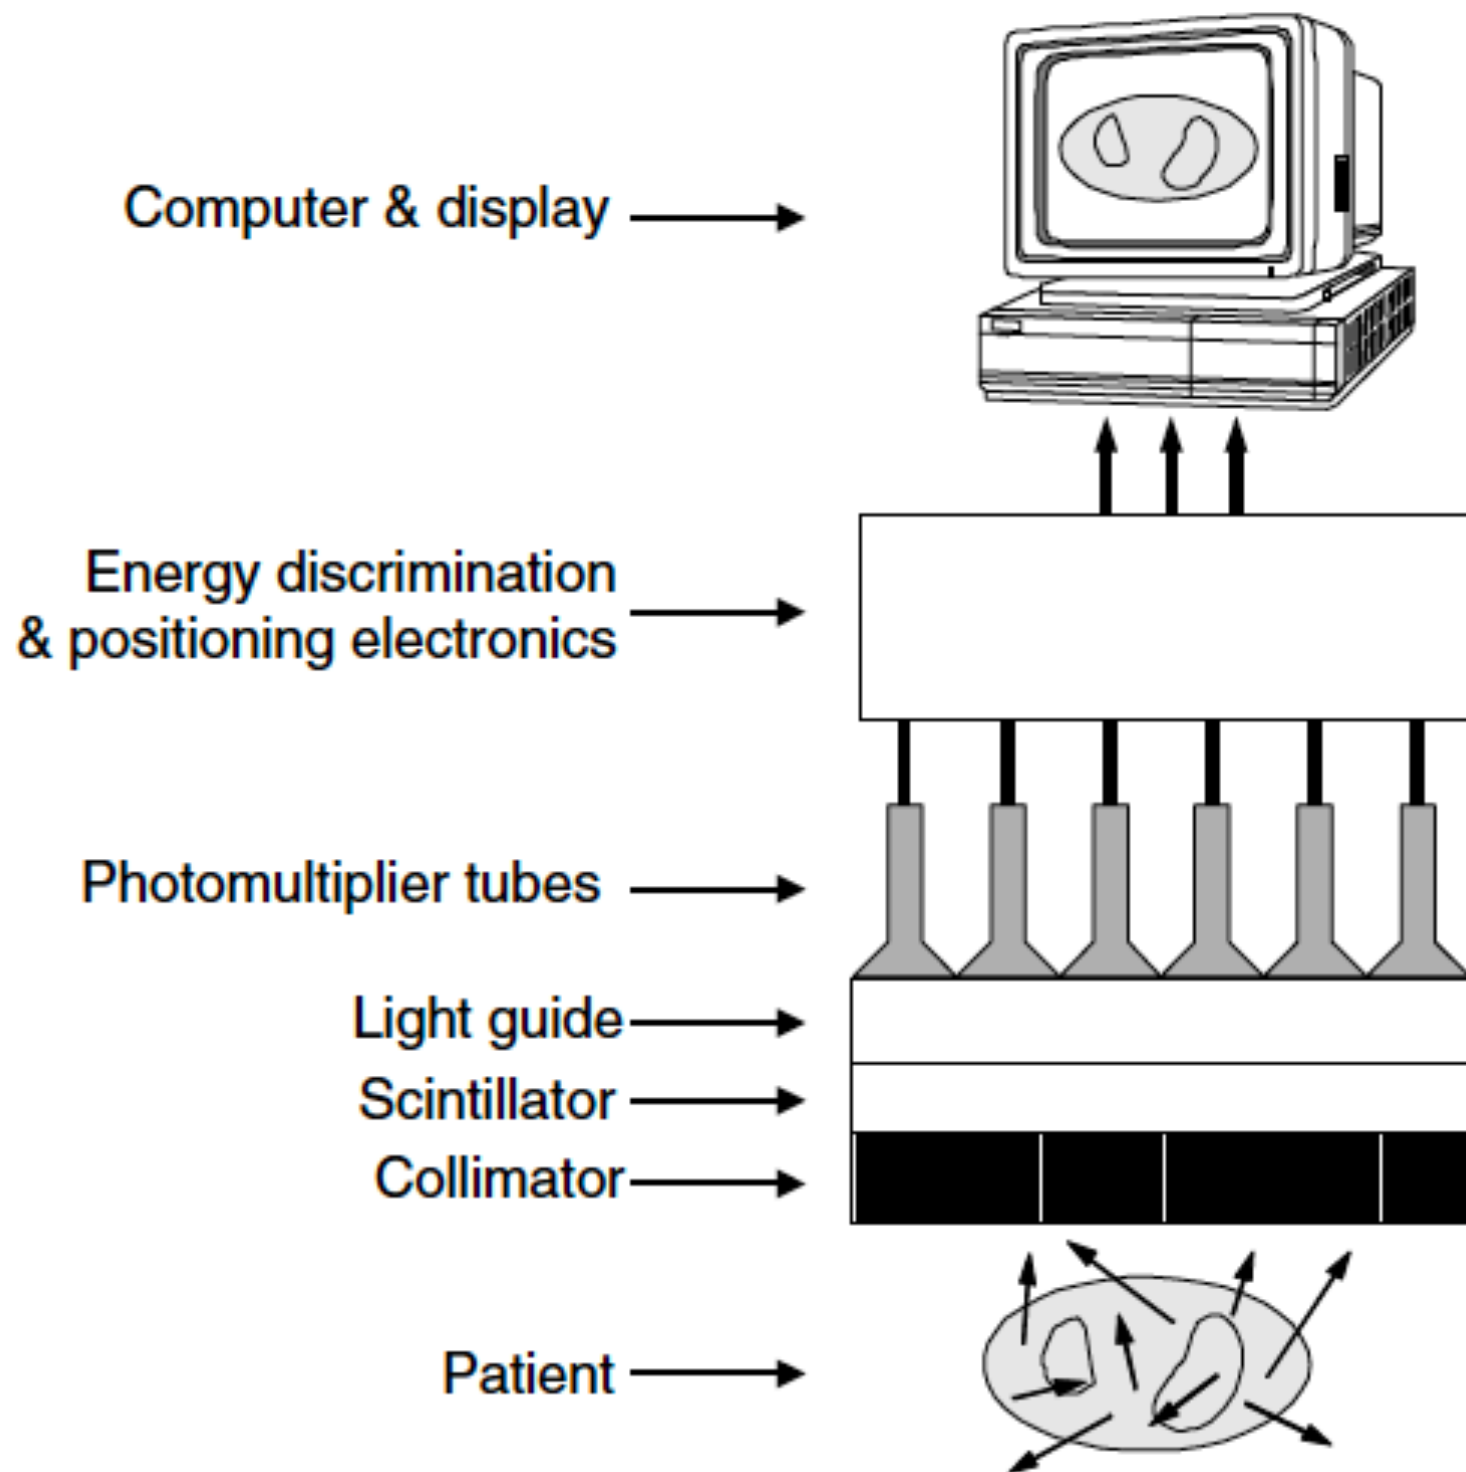 Computer & display
Energy discrimination
& positioning electronics
Photomultiplier tubes
Light guide
Scintillator
Collimator
Patient